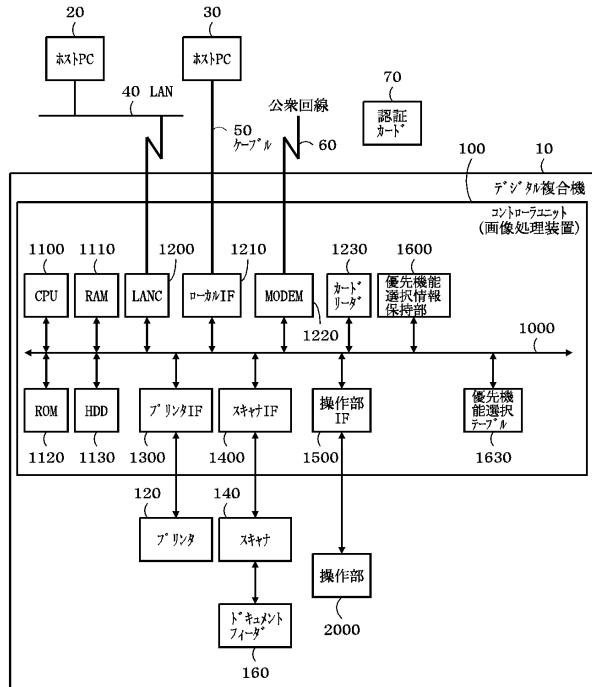 20
30
ホストPC
ホストPC
40 LAN
公衆回線
70
50
ケーブル
60
認証
カード
100
10
デジタル複合機
コントローラユニット
(画像処理装置)
1100
1110
1200
1210
1230
1600
CPU
RAM
LANC
ローカルIF
MODEM
カード
リーダ
優先機能
選択情報
保持部
1220
1000
ROM
HDD
プリンタIF
スキャナIF
操作部
IF
優先機
能選択
テーブル
1120
1130
1300
1400
1500
1630
120
140
プリンタ
スキャナ
操作部
2000
ドキュメント
フィーダ
160